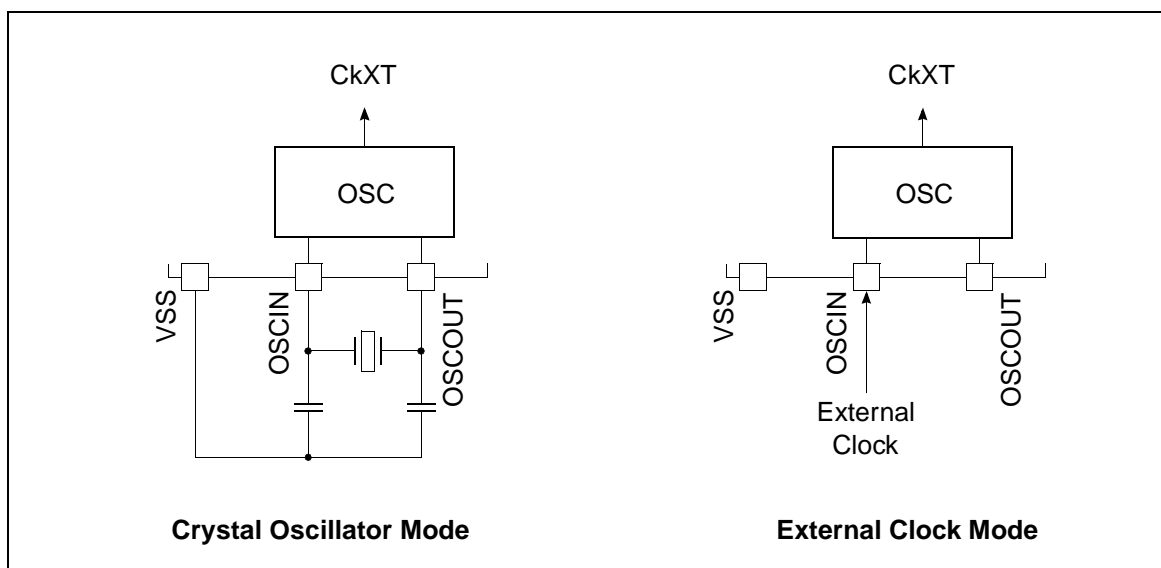 CkXT
OSC
VSS
OSCIN
OSCOUT
Crystal Oscillator Mode
CkXT
OSC
VSS
OSCIN
OSCOUT
External
Clock
External Clock Mode